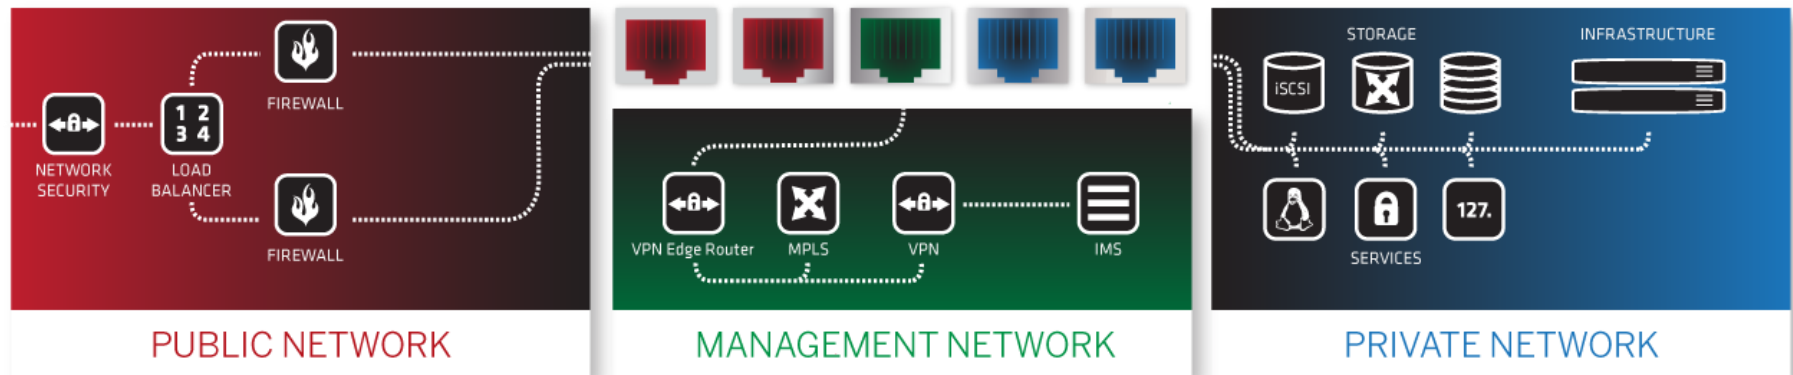 NETWORK
SECURITY
1 2
3 4
LOAD
BALANCER
FIREWALL
FIREWALL
PUBLIC NETWORK
VPN Edge Router
MPLS
VPN
IMS
MANAGEMENT NETWORK
STORAGE
INFRASTRUCTURE
iSCSI
127.
SERVICES
PRIVATE NETWORK